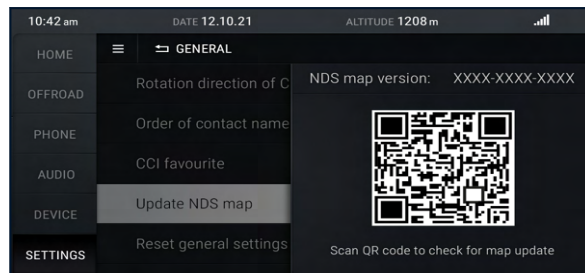 10:42 am DATE 12.10.21 ALTITUDE 1208 m
HOME
OFFROAD
PHONE
AUDIO
DEVICE
SETTINGS
GENERAL
Rotation direction of C
Order of contact name
CCI favourite
Update NDS map
Reset general settings
NDS map version: XXXX-XXXX-XXXX
Scan QR code to check for map update